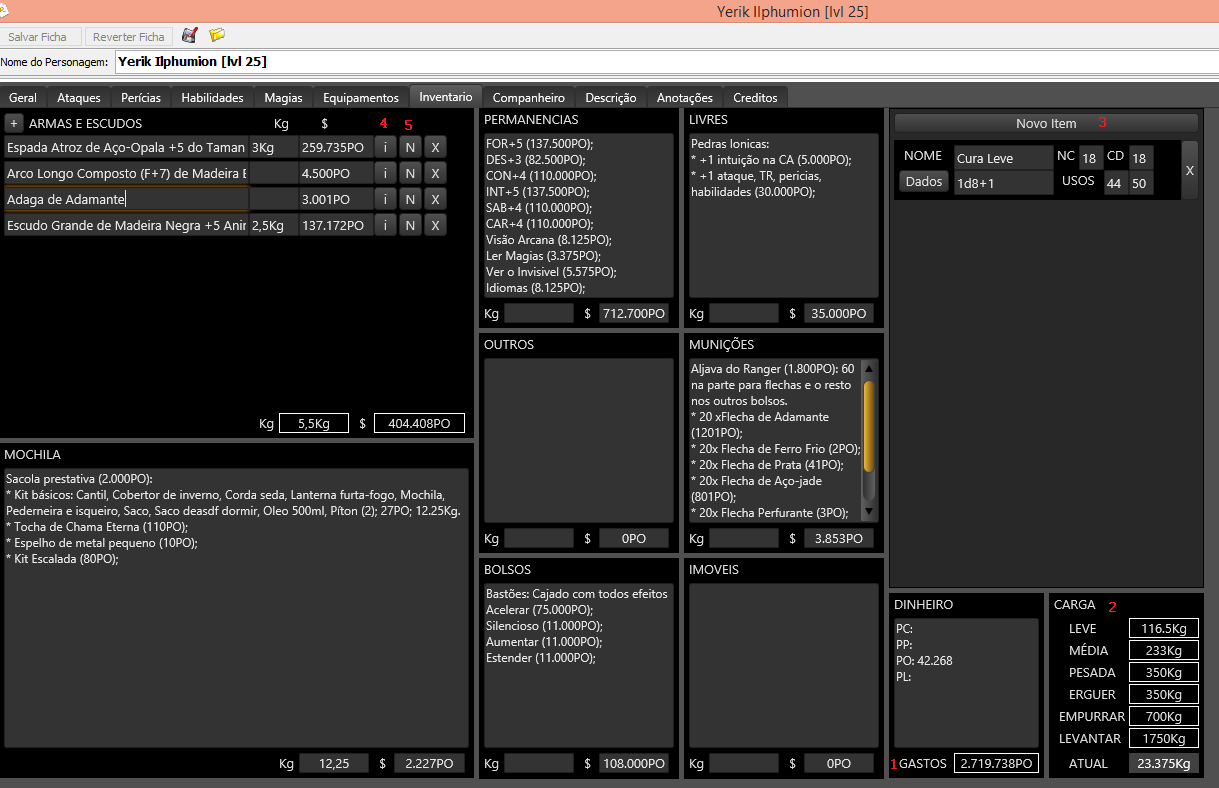 Yerik Ilphumion [lvl 25]
Salvar Ficha Reverter Ficha
Nome do Personagem: Yerik Ilphumion [lvl 25]
Geral Ataques Perícias Habilidades Magias Equipamentos Inventario Companheiro Descrição Anotações Creditos
+ ARMAS E ESCUDOS Kg $ 4 5
Espada Atroz de Aço-Opala +5 do Taman 3Kg 259.735PO i N X
Arco Longo Composto (F+7) de Madeira E 4.500PO i N X
Adaga de Adamante 3.001PO i N X
Escudo Grande de Madeira Negra +5 Anir 2,5Kg 137.172PO i N X
Kg 5,5Kg $ 404.408PO
MOCHILA
Sacola prestativa (2.000PO):
* Kit básicos: Cantil, Cobertor de inverno, Corda seda, Lanterna furta-fogo, Mochila,
Pederneira e isqueiro, Saco, Saco deasdf dormir, Oleo 500ml, Píton (2); 27PO; 12.25Kg.
* Tocha de Chama Eterna (110PO);
* Espelho de metal pequeno (10PO);
* Kit Escalada (80PO);
Kg 12,25 $ 2.227PO
PERMANENCIAS
FOR+5 (137.500PO);
DES+3 (82.500PO);
CON+4 (110.000PO);
INT+5 (137.500PO);
SAB+4 (110.000PO);
CAR+4 (110.000PO);
Visão Arcana (8.125PO);
Ler Magias (3.375PO);
Ver o Invisivel (5.575PO);
Idiomas (8.125PO);
Kg $ 712.700PO
LIVRES
Pedras Ionicas:
* +1 intuição na CA (5.000PO);
* +1 ataque, TR, pericias,
habilidades (30.000PO);
Kg $ 35.000PO
OUTROS
Kg $ 0PO
MUNIÇÕES
Aljava do Ranger (1.800PO): 60
na parte para flechas e o resto
nos outros bolsos.
* 20 xFlecha de Adamante
(1201PO);
* 20x Flecha de Ferro Frio (2PO);
* 20x Flecha de Prata (41PO);
* 20x Flecha de Aço-jade
(801PO);
* 20x Flecha Perfurante (3PO);
Kg $ 3.853PO
BOLSOS
Bastões: Cajado com todos efeitos
Acelerar (75.000PO);
Silencioso (11.000PO);
Aumentar (11.000PO);
Estender (11.000PO);
Kg $ 108.000PO
IMOVEIS
Kg $ 0PO
Novo Item 3
NOME Cura Leve NC 18 CD 18 X
Dados 1d8+1 USOS 44 50
DINHEIRO
PC:
PP:
PO: 42.268
PL:
1 GASTOS 2.719.738PO
CARGA 2
LEVE 116.5Kg
MÉDIA 233Kg
PESADA 350Kg
ERGUER 350Kg
EMPURRAR 700Kg
LEVANTAR 1750Kg
ATUAL 23.375Kg